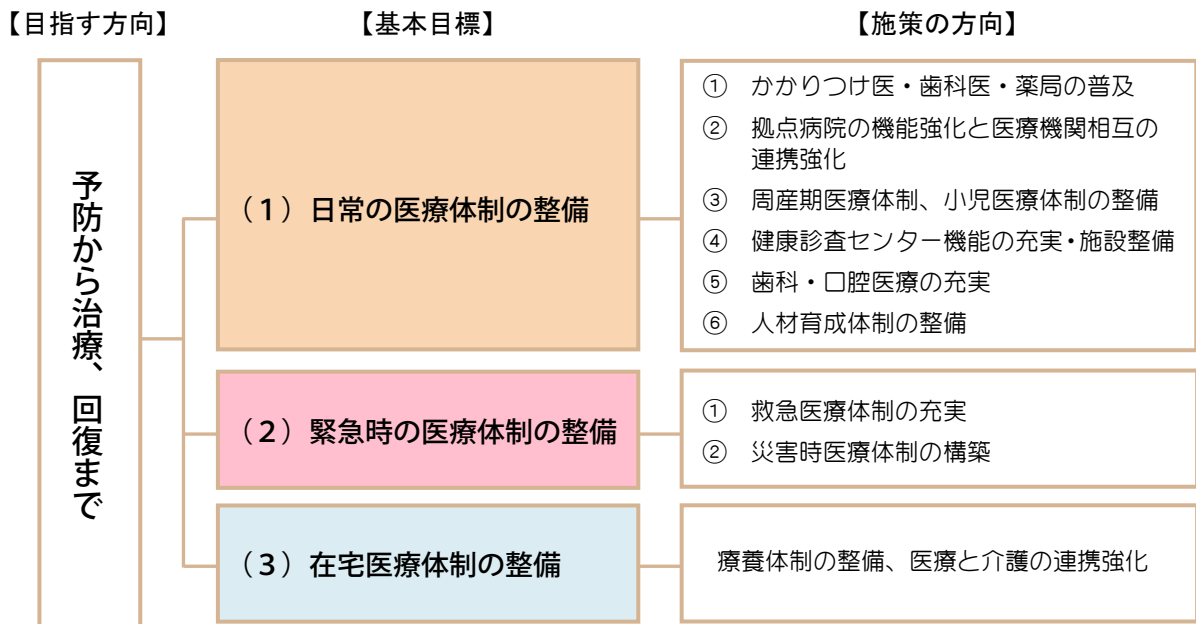 【目指す方向】
【基本目標】
【施策の方向】
予防から治療、回復まで
（１）日常の医療体制の整備
① かかりつけ医・歯科医・薬局の普及
② 拠点病院の機能強化と医療機関相互の
連携強化
③ 周産期医療体制、小児医療体制の整備
④ 健康診査センター機能の充実・施設整備
⑤ 歯科・口腔医療の充実
⑥ 人材育成体制の整備
（２）緊急時の医療体制の整備
① 救急医療体制の充実
② 災害時医療体制の構築
（３）在宅医療体制の整備
療養体制の整備、医療と介護の連携強化